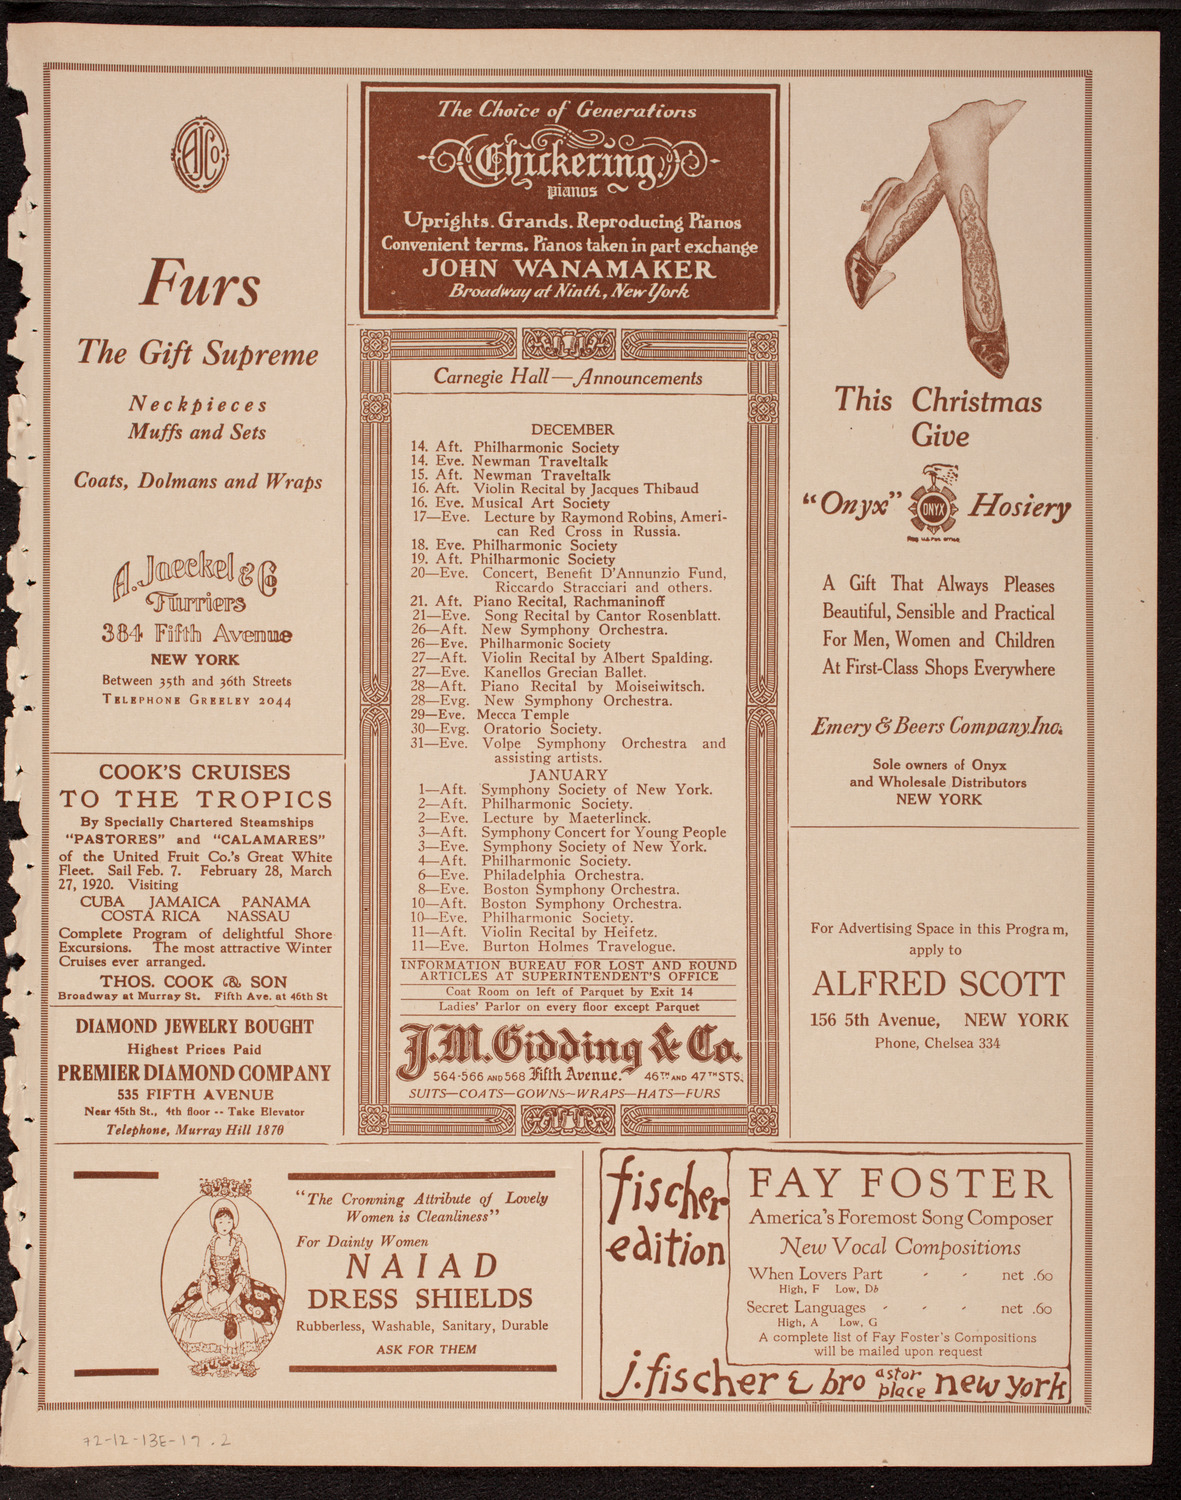 AJCo
Furs
The Gift Supreme
Neckpieces
Muffs and Sets
Coats, Dolmans and Wraps
A. Jaeckel & Co
Furriers
384 Fifth Avenue
NEW YORK
Between 35th and 36th Streets
TELEPHONE GREELEY 2044
COOK'S CRUISES
TO THE TROPICS
By Specially Chartered Steamships
"PASTORES" and "CALAMARES"
of the United Fruit Co.'s Great White
Fleet. Sail Feb. 7. February 28, March
27, 1920. Visiting
CUBA JAMAICA PANAMA
COSTA RICA NASSAU
Complete Program of delightful Shore
Excursions. The most attractive Winter
Cruises ever arranged.
THOS. COOK & SON
Broadway at Murray St. Fifth Ave. at 46th St
DIAMOND JEWELRY BOUGHT
Highest Prices Paid
PREMIER DIAMOND COMPANY
535 FIFTH AVENUE
Near 45th St., 4th floor -- Take Elevator
Telephone, Murray Hill 1870
The Choice of Generations
Chickering
pianos
Uprights. Grands. Reproducing Pianos
Convenient terms. Pianos taken in part exchange
JOHN WANAMAKER
Broadway at Ninth, New York
Carnegie Hall—Announcements
DECEMBER
14. Aft. Philharmonic Society
14. Eve. Newman Traveltalk
15. Aft. Newman Traveltalk
16. Aft. Violin Recital by Jacques Thibaud
16. Eve. Musical Art Society
17—Eve. Lecture by Raymond Robins, Ameri-
can Red Cross in Russia.
18. Eve. Philharmonic Society
19. Aft. Philharmonic Society
20—Eve. Concert, Benefit D'Annunzio Fund,
Riccardo Stracciari and others.
21. Aft. Piano Recital, Rachmaninoff
21—Eve. Song Recital by Cantor Rosenblatt.
26—Aft. New Symphony Orchestra.
26—Eve. Philharmonic Society
27—Aft. Violin Recital by Albert Spalding.
27—Eve. Kanellos Grecian Ballet.
28—Aft. Piano Recital by Moiseiwitsch.
28—Evg. New Symphony Orchestra.
29—Eve. Mecca Temple
30—Evg. Oratorio Society.
31—Eve. Volpe Symphony Orchestra and
assisting artists.
JANUARY
1—Aft. Symphony Society of New York.
2—Aft. Philharmonic Society.
2—Eve. Lecture by Maeterlinck.
3—Aft. Symphony Concert for Young People
3—Eve. Symphony Society of New York.
4—Aft. Philharmonic Society.
6—Eve. Philadelphia Orchestra.
8—Eve. Boston Symphony Orchestra.
10—Aft. Boston Symphony Orchestra.
10—Eve. Philharmonic Society.
11—Aft. Violin Recital by Heifetz.
11—Eve. Burton Holmes Travelogue.
INFORMATION BUREAU FOR LOST AND FOUND
ARTICLES AT SUPERINTENDENT'S OFFICE
Coat Room on left of Parquet by Exit 14
Ladies' Parlor on every floor except Parquet
J.M. Gidding & Co.
564-566 AND 568 Fifth Avenue. 46TH AND 47TH STS.
SUITS—COATS—GOWNS~WRAPS—HATS—FURS
This Christmas
Give
"Onyx" ONYX Hosiery
REG. U.S. PAT. OFFICE
A Gift That Always Pleases
Beautiful, Sensible and Practical
For Men, Women and Children
At First-Class Shops Everywhere
Emery & Beers Company. Inc.
Sole owners of Onyx
and Wholesale Distributors
NEW YORK
For Advertising Space in this Program,
apply to
ALFRED SCOTT
156 5th Avenue, NEW YORK
Phone, Chelsea 334
"The Crowning Attribute of Lovely
Women is Cleanliness"
For Dainty Women
NAIAD
DRESS SHIELDS
Rubberless, Washable, Sanitary, Durable
ASK FOR THEM
fischer
edition
FAY FOSTER
America's Foremost Song Composer
New Vocal Compositions
When Lovers Part - - net .60
High, F Low, D♭
Secret Languages - - - net .60
High, A Low, G
A complete list of Fay Foster's Compositions
will be mailed upon request
j. fischer & bro astor place new york
72-12-13E-19.2